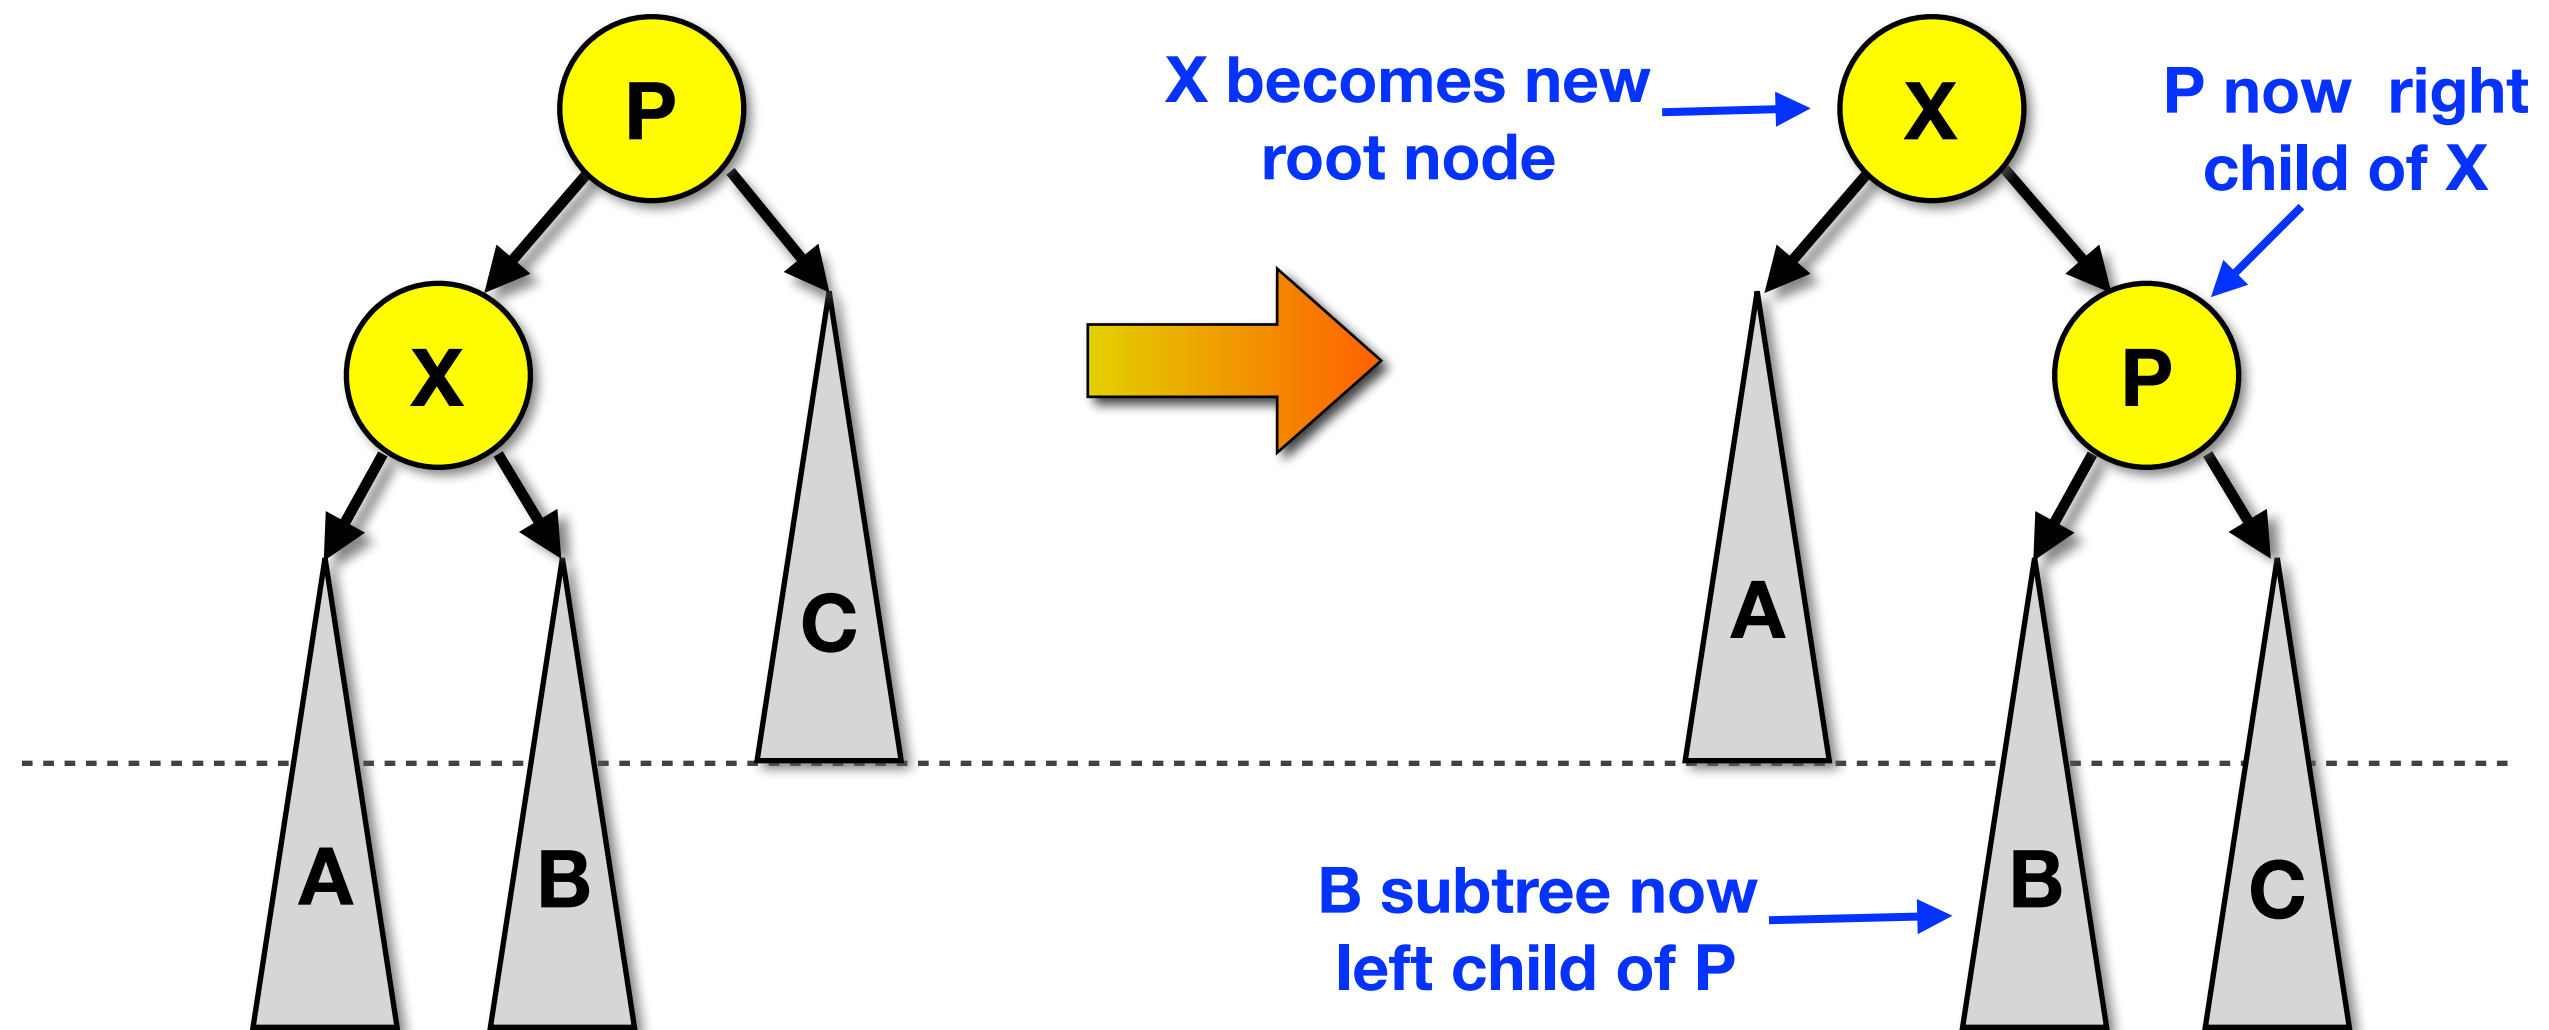 P
X
A
B
C
X becomes new
root node
X
P now  right
child of X
P
A
B
C
B subtree now
left child of P